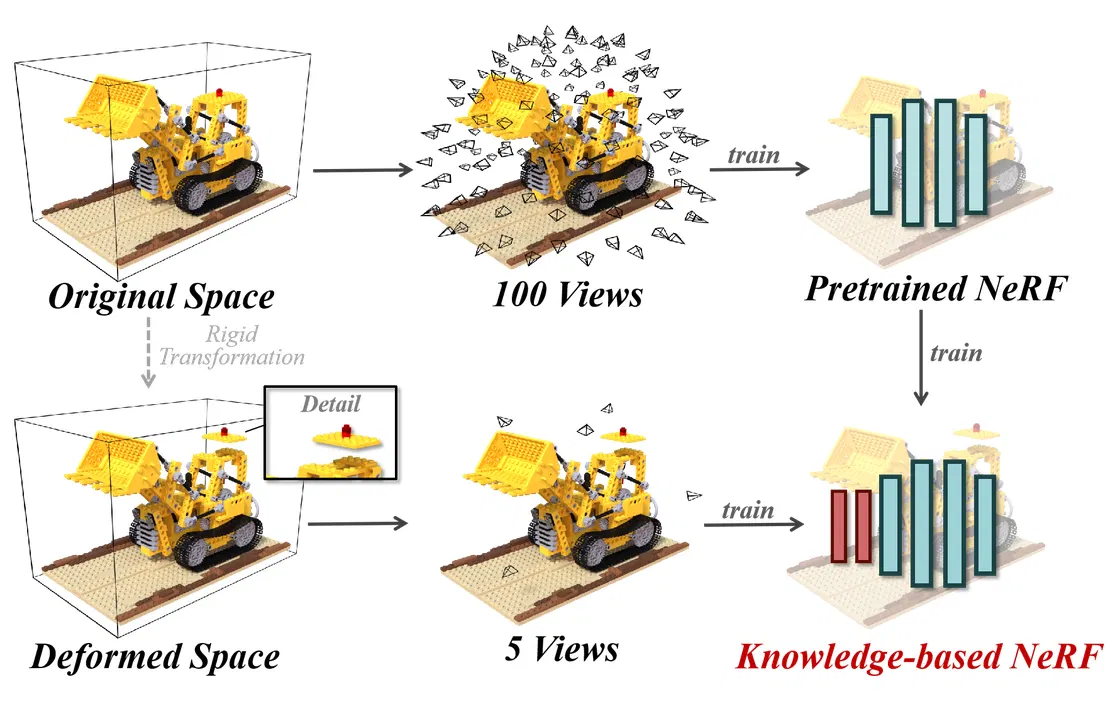 train
Original Space
100 Views
Pretrained NeRF
Rigid
Transformation
train
Detail
train
Deformed Space
5 Views
Knowledge-based NeRF